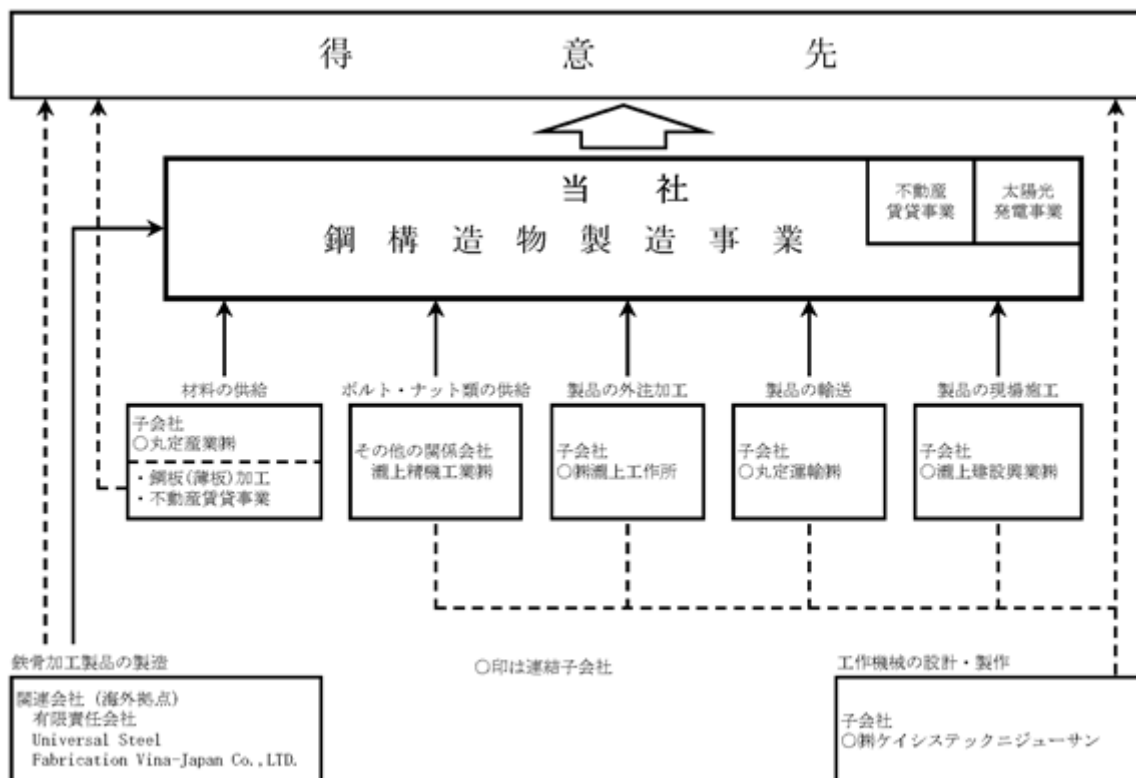 得意先
当社
鋼構造物製造事業
不動産
賃貸事業
太陽光
発電事業
材料の供給
子会社
○丸定産業㈱
・鋼板(薄板)加工
・不動産賃貸事業
ボルト・ナット類の供給
その他の関係会社
瀧上精機工業㈱
製品の外注加工
子会社
○㈱瀧上工作所
製品の輸送
子会社
○丸定運輸㈱
製品の現場施工
子会社
○瀧上建設興業㈱
鉄骨加工製品の製造
関連会社 (海外拠点)
有限責任会社
Universal Steel
Fabrication Vina-Japan Co.,LTD.
○印は連結子会社
工作機械の設計・製作
子会社
○㈱ケイシステックニジューサン